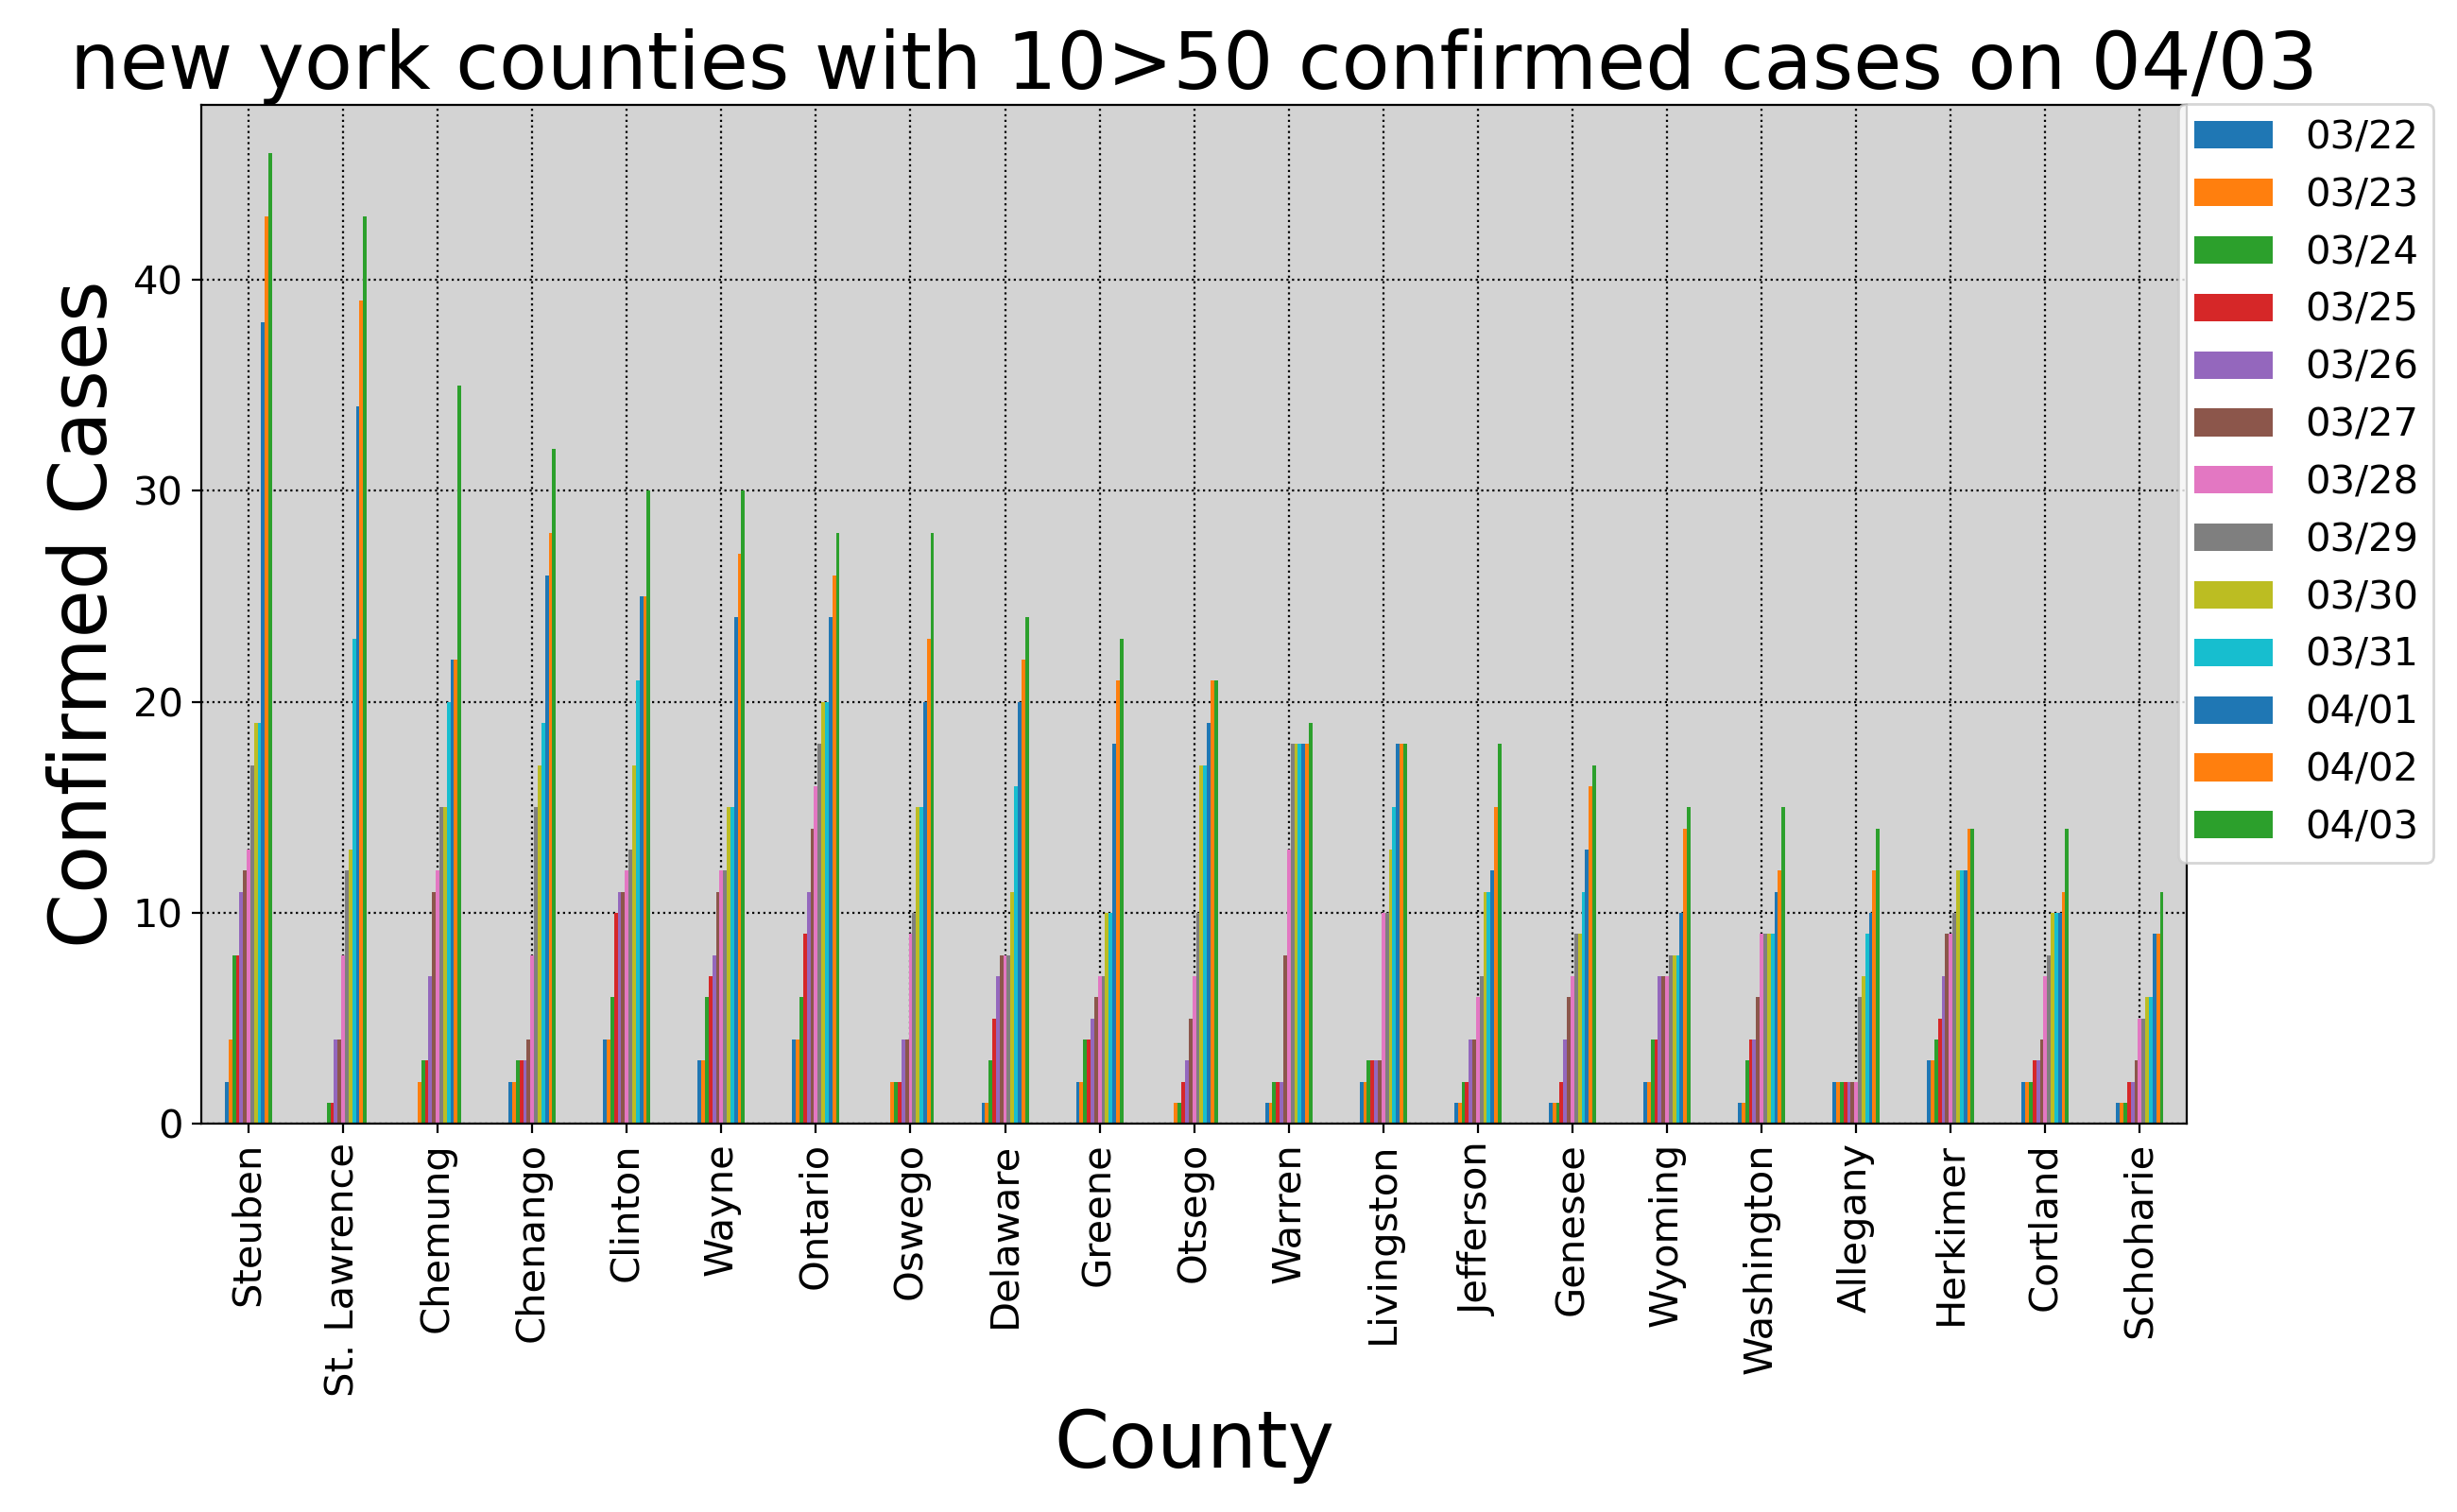 new york counties with 10>50 confirmed cases on 04/03
Confirmed Cases
40
30
20
10
0
03/22
03/23
03/24
03/25
03/26
03/27
03/28
03/29
03/30
03/31
04/01
04/02
04/03
Steuben
St. Lawrence
Chemung
Chenango
Clinton
Wayne
Ontario
Oswego
Delaware
Greene
Otsego
Warren
Livingston
Jefferson
Genesee
Wyoming
Washington
Allegany
Herkimer
Cortland
Schoharie
County